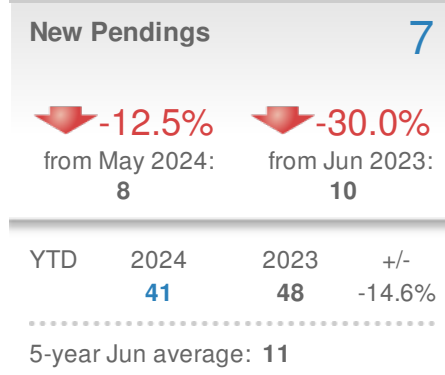 New Pendings 7
-12.5% -30.0%
from May 2024: from Jun 2023:
8 10
YTD 2024 2023 +/-
41 48 -14.6%
5-year Jun average: 11